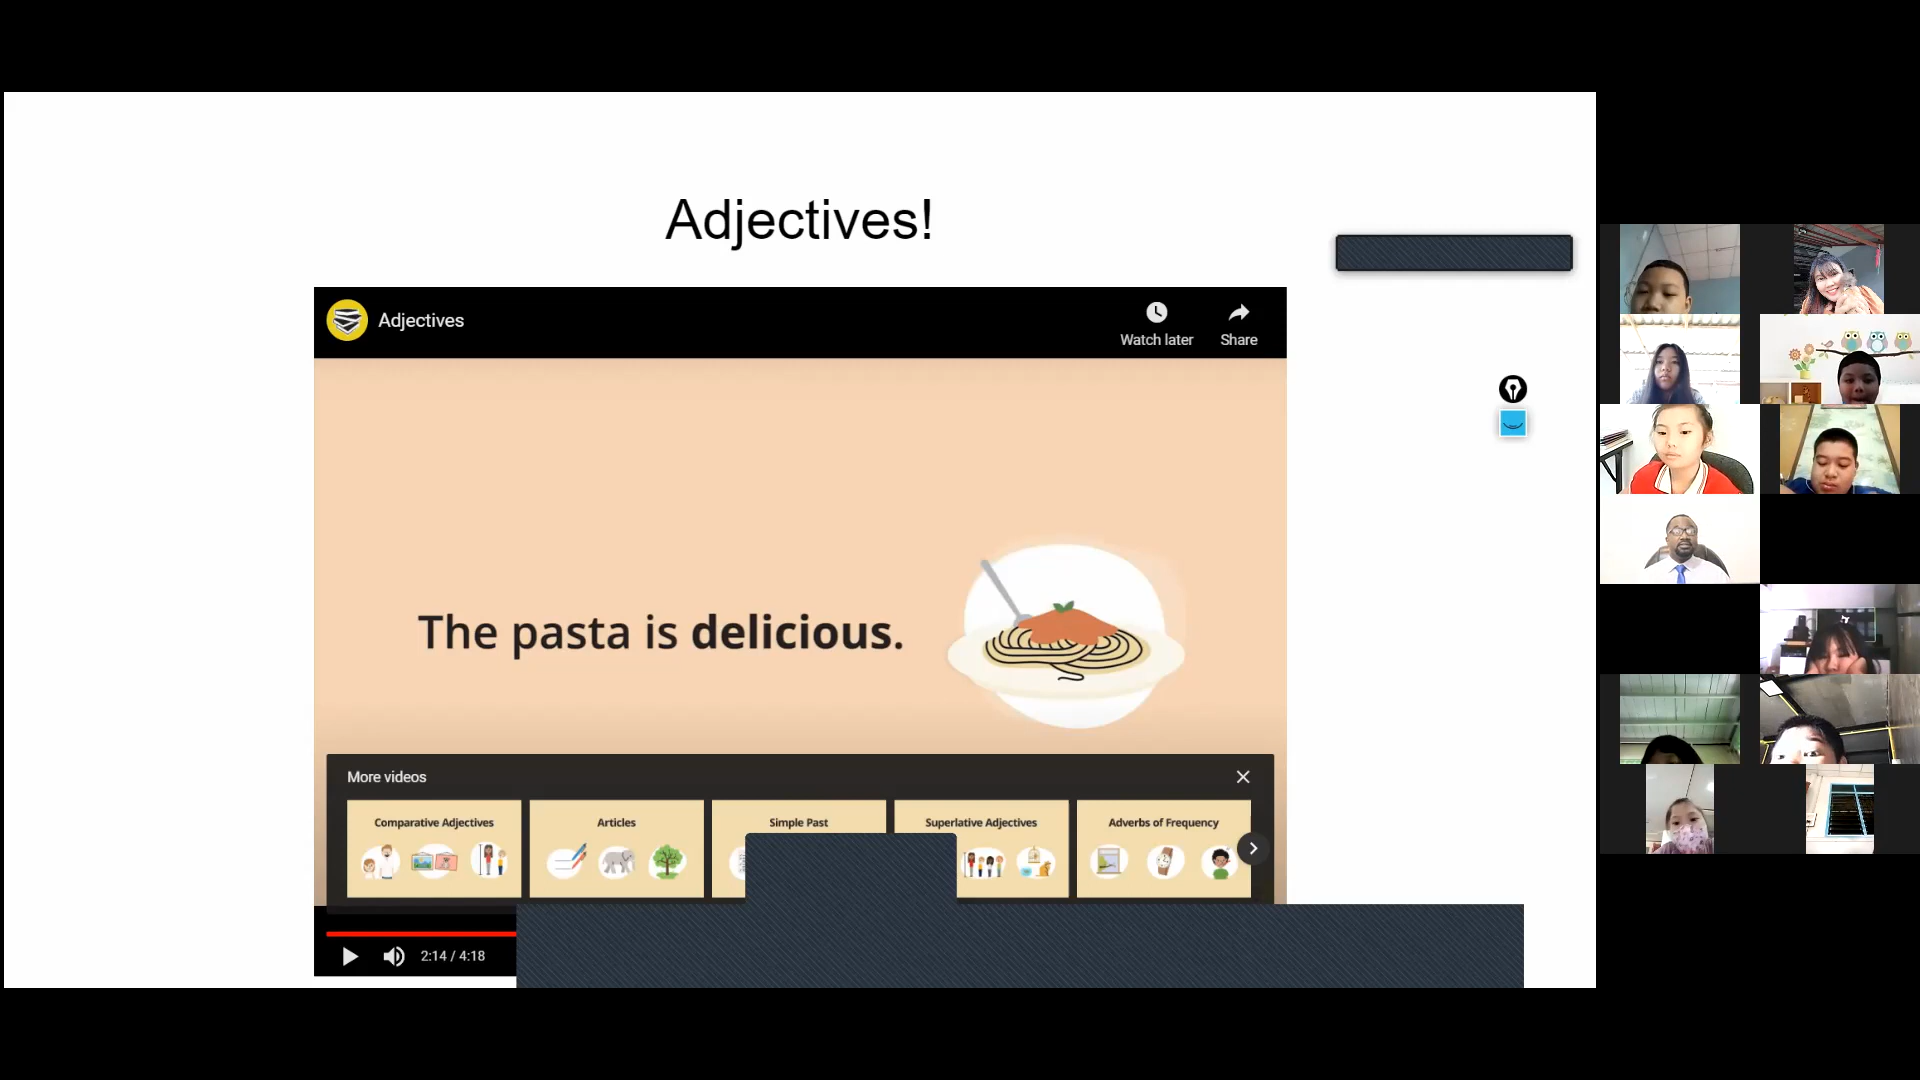 Adjectives!
Adjectives
Watch later
Share
The pasta is delicious.
More videos
Comparative Adjectives
Articles
Simple Past
Superlative Adjectives
Adverbs of Frequency
2:14 / 4:18